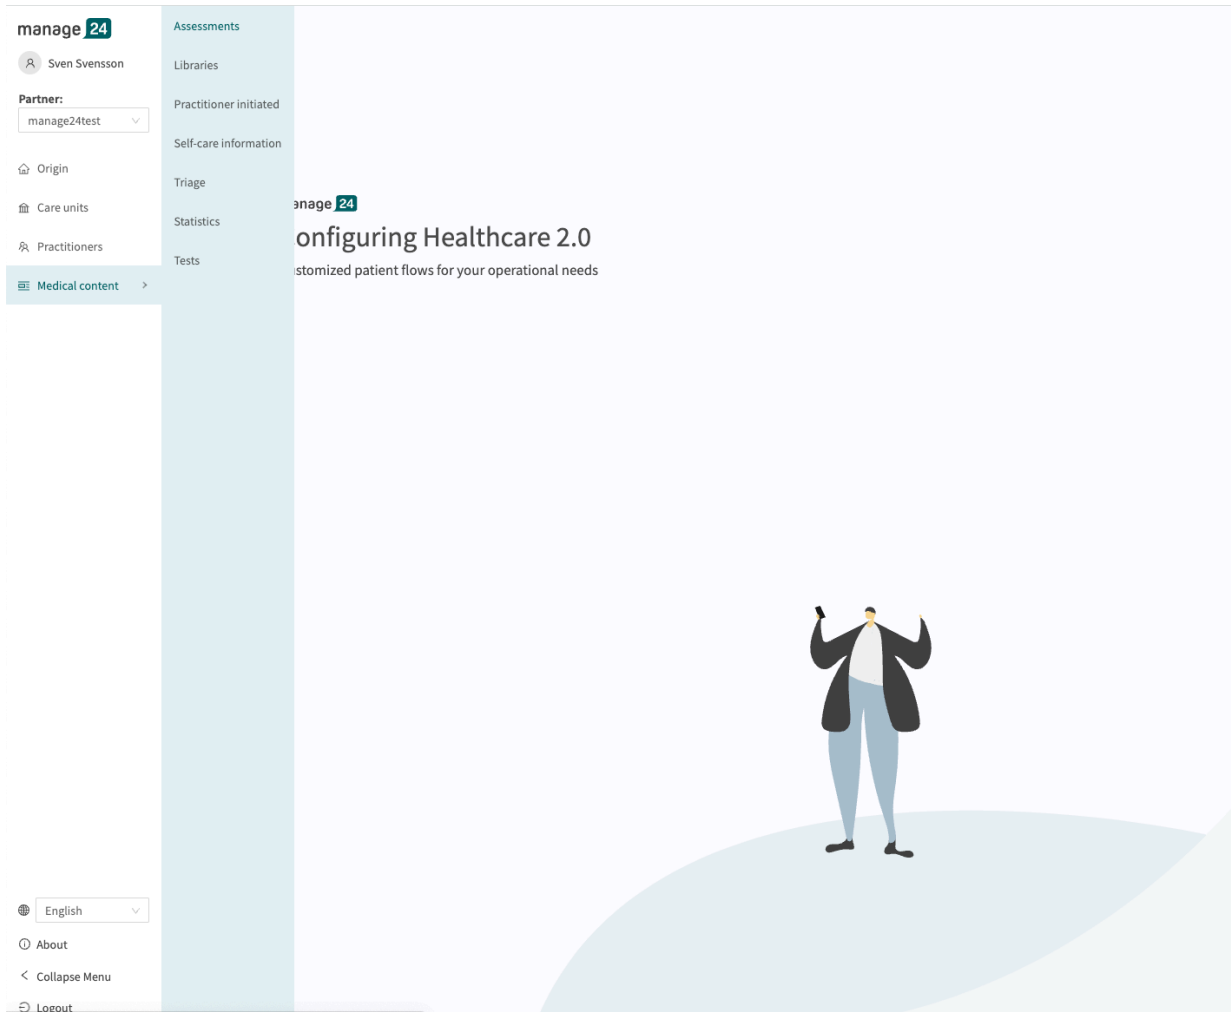 manage 24
Sven Svensson
Partner:
manage24test
Origin
Care units
Practitioners
Medical content
Assessments
Libraries
Practitioner initiated
Self-care information
Triage
Statistics
Tests
anage 24
onfiguring Healthcare 2.0
stomized patient flows for your operational needs
English
About
Collapse Menu
Logout